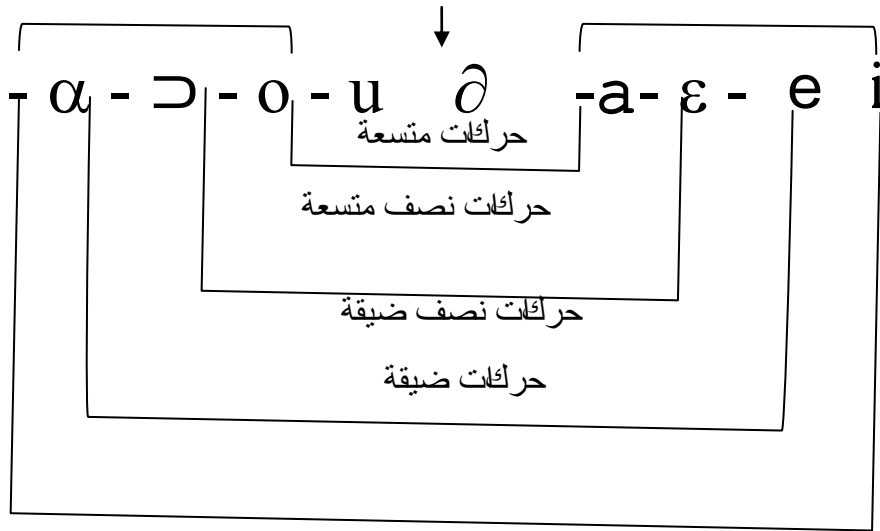 - α - ⊃ - o - u ∂ -a- ε - e i
حركات متسعة
حركات نصف متسعة
حركات نصف ضيقة
حركات ضيقة